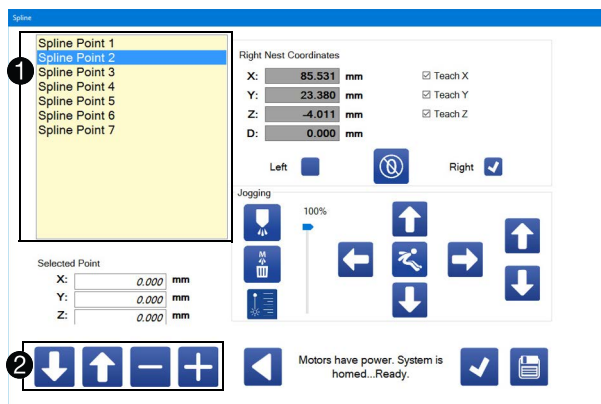 Spline
1
Spline Point 1
Spline Point 2
Spline Point 3
Spline Point 4
Spline Point 5
Spline Point 6
Spline Point 7
Right Nest Coordinates
X: 85.531 mm
Teach X
Y: 23.380 mm
Teach Y
Z: -4.011 mm
Teach Z
D: 0.000 mm
Left
0
Right
Jogging
100%
M
Selected Point
X: 0.000 mm
Y: 0.000 mm
Z: 0.000 mm
2
Motors have power. System is
homed...Ready.